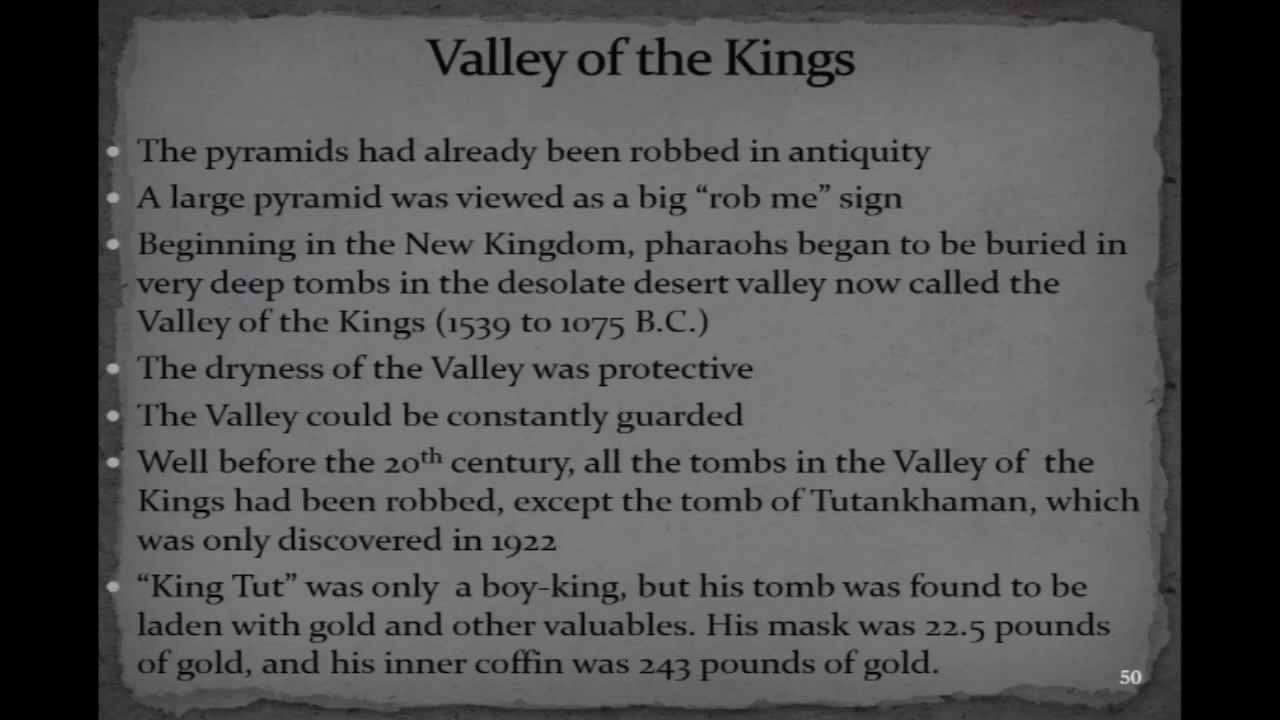 Valley of the Kings
• The pyramids had already been robbed in antiquity
• A large pyramid was viewed as a big “rob me” sign
• Beginning in the New Kingdom, pharaohs began to be buried in
very deep tombs in the desolate desert valley now called the
Valley of the Kings (1539 to 1075 B.C.)
• The dryness of the Valley was protective
• The Valley could be constantly guarded
• Well before the 20th century, all the tombs in the Valley of the
Kings had been robbed, except the tomb of Tutankhaman, which
was only discovered in 1922
• “King Tut” was only a boy-king, but his tomb was found to be
laden with gold and other valuables. His mask was 22.5 pounds
of gold, and his inner coffin was 243 pounds of gold.
50